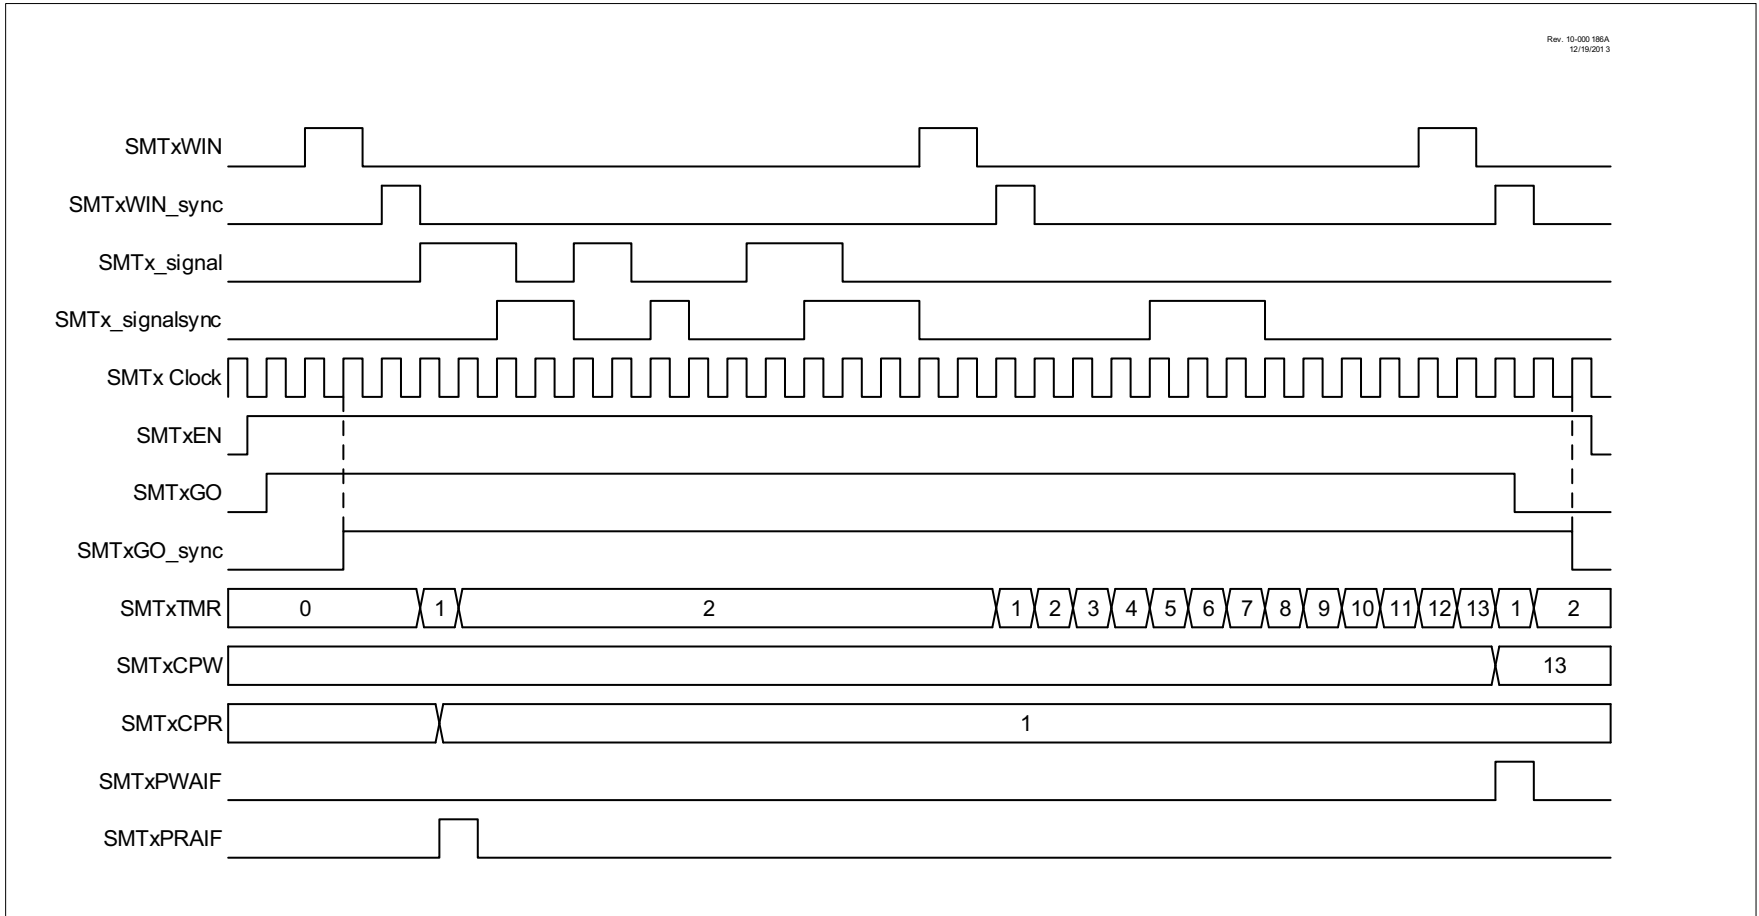 Rev. 10-000 186A
12/19/201 3
SMTxWIN
SMTxWIN_sync
SMTx_signal
SMTx_signalsync
SMTx Clock
SMTxEN
SMTxGO
SMTxGO_sync
SMTxTMR 0 1 2 1 2 3 4 5 6 7 8 9 10 11 12 13 1 2
SMTxCPW 13
SMTxCPR 1
SMTxPWAIF
SMTxPRAIF